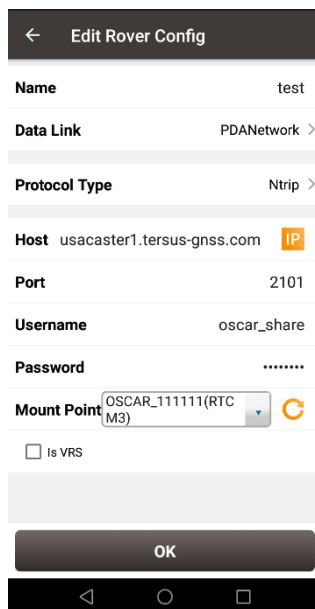 Edit Rover Config
Name test
Data Link PDANetwork
Protocol Type Ntrip
Host usacaster1.tersus-gnss.com IP
Port 2101
Username oscar_share
Password ••••••••
Mount Point OSCAR_111111(RTC
M3)
Is VRS
OK